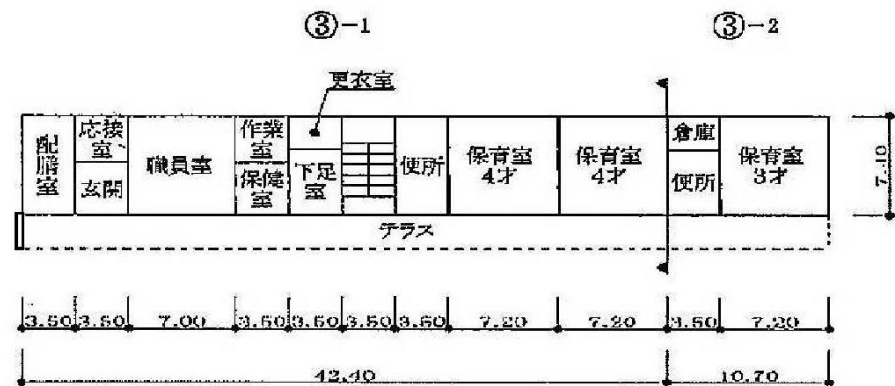 ③-1
③-2
更衣室
配膳室
応接室
玄関
職員室
作業室
保健室
下足室
便所
保育室
4才
保育室
4才
倉庫
便所
保育室
3才
テラス
3.50
3.50
7.00
3.50
3.50
3.50
3.50
7.20
7.20
3.50
7.20
42.40
10.70